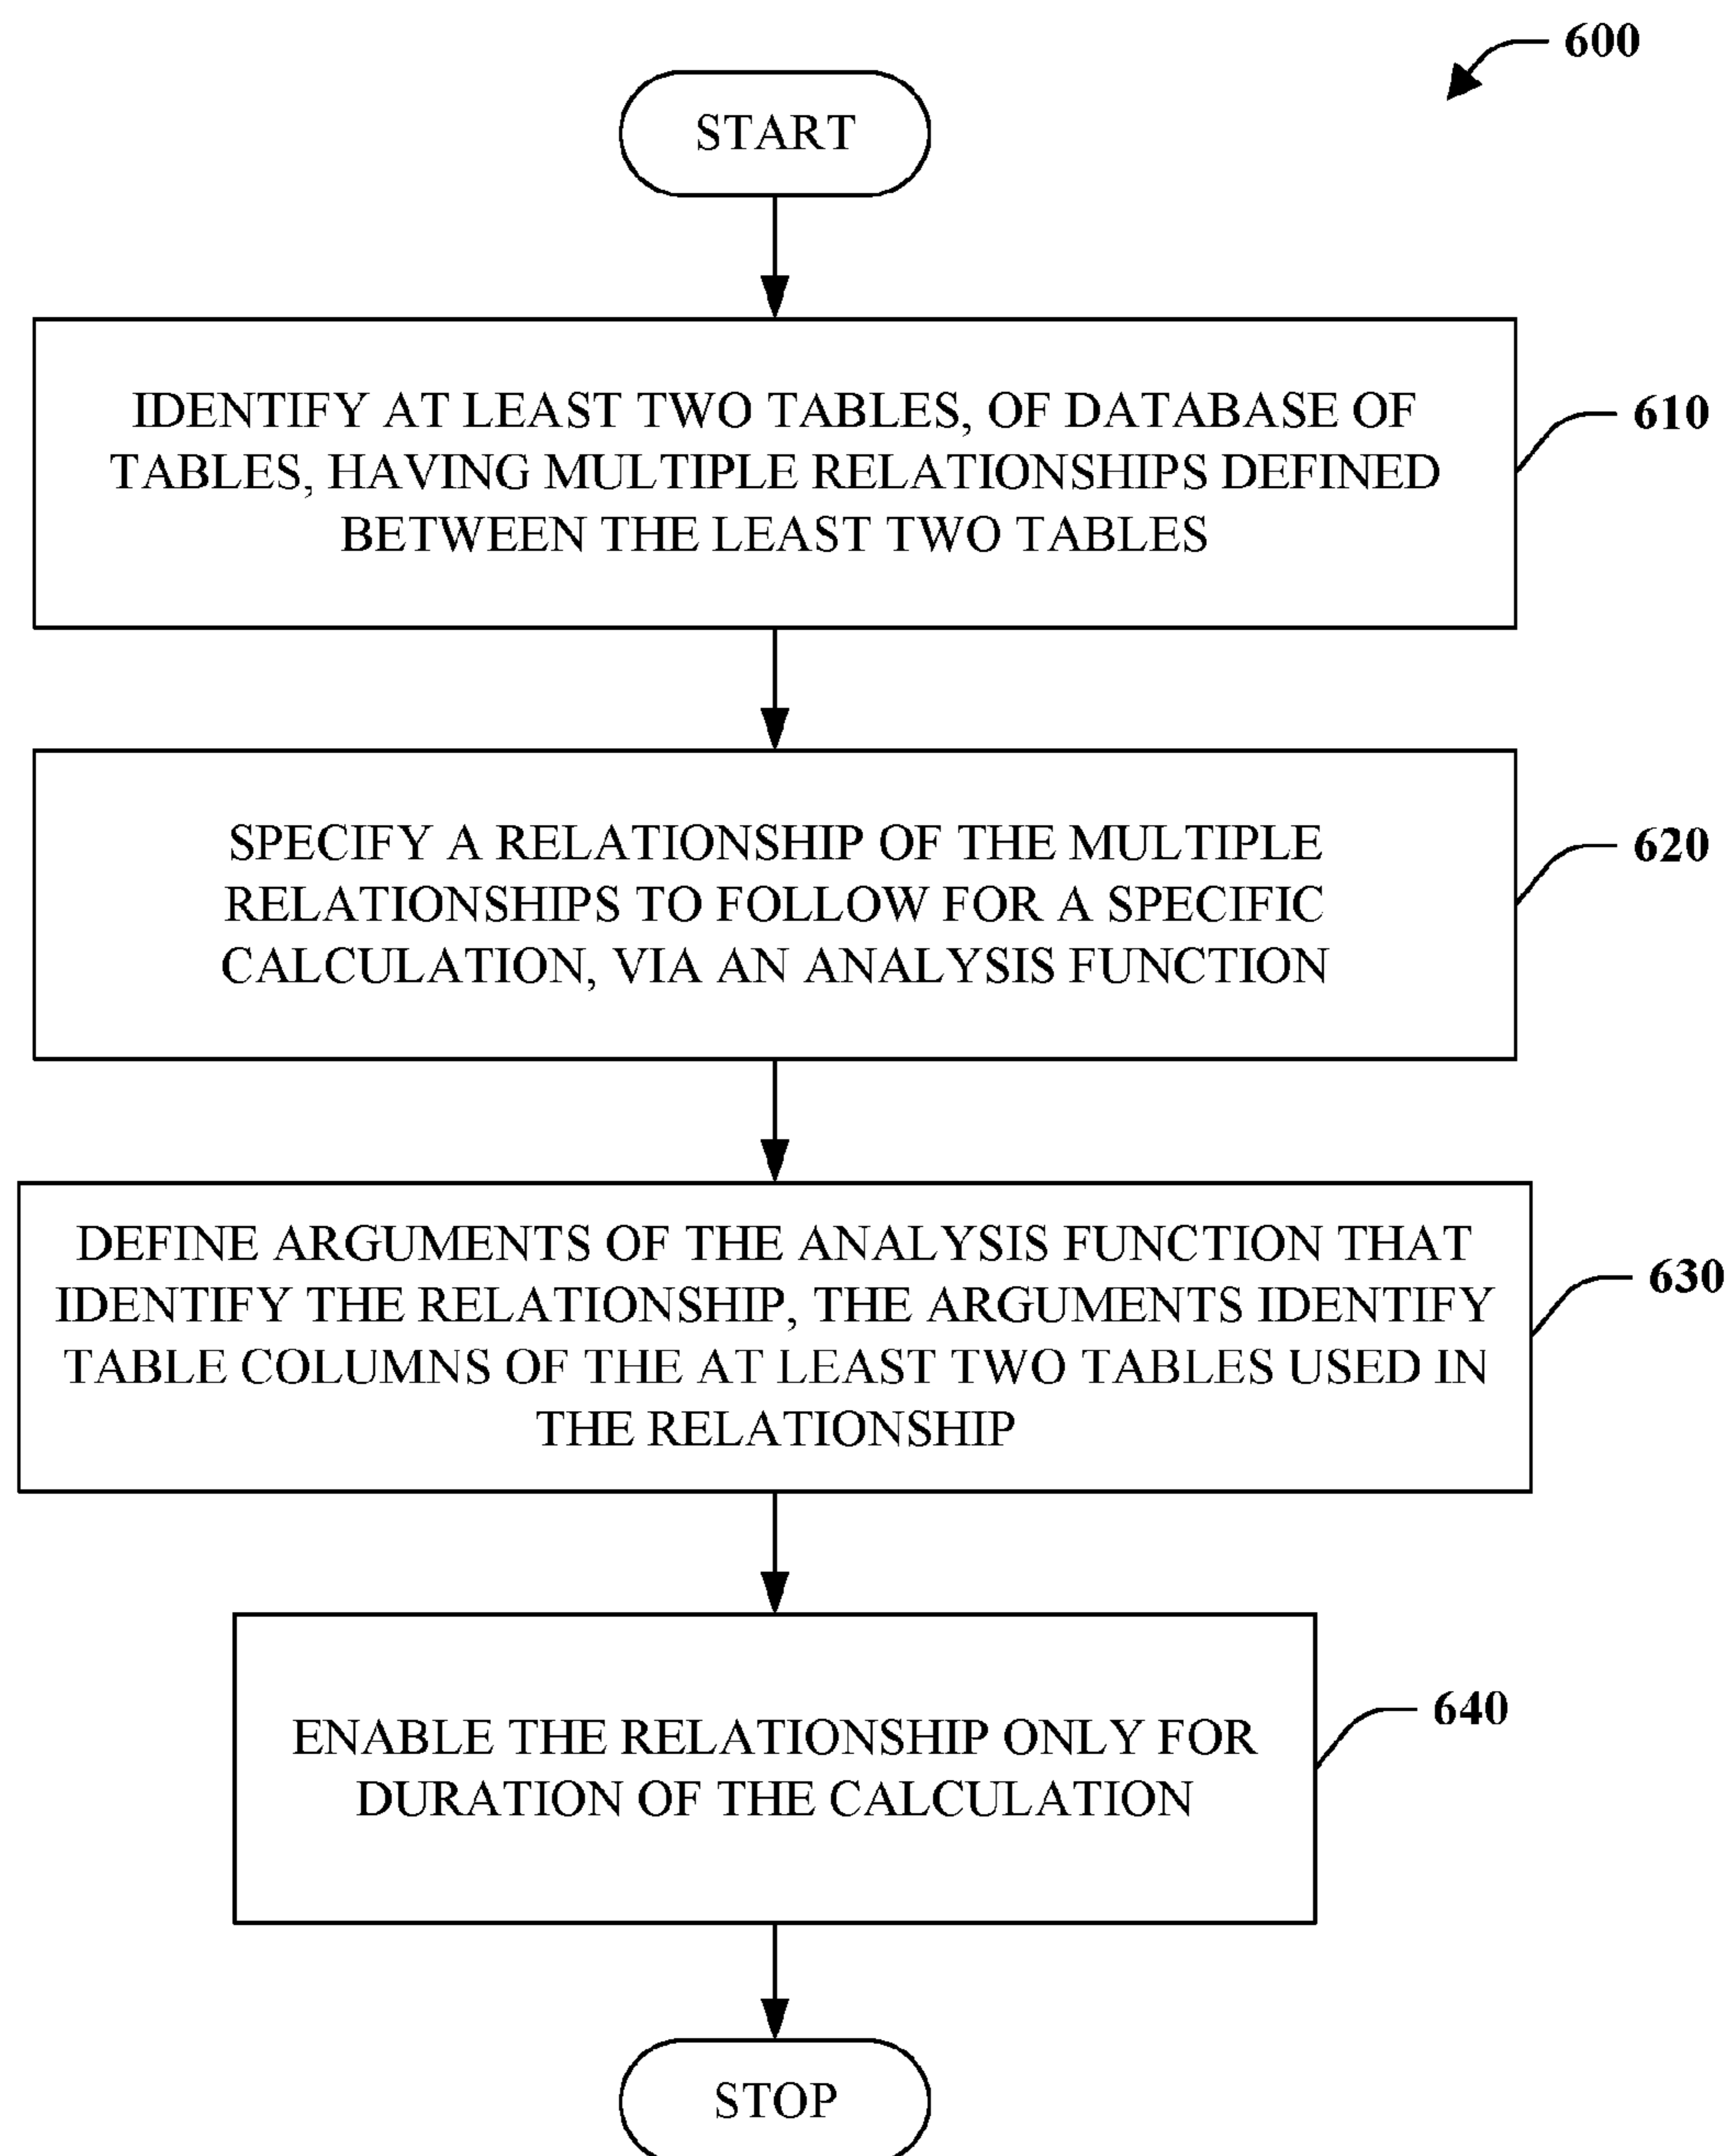 600
START
IDENTIFY AT LEAST TWO TABLES, OF DATABASE OF
TABLES, HAVING MULTIPLE RELATIONSHIPS DEFINED
BETWEEN THE LEAST TWO TABLES
610
SPECIFY A RELATIONSHIP OF THE MULTIPLE
RELATIONSHIPS TO FOLLOW FOR A SPECIFIC
CALCULATION, VIA AN ANALYSIS FUNCTION
620
DEFINE ARGUMENTS OF THE ANALYSIS FUNCTION THAT
IDENTIFY THE RELATIONSHIP, THE ARGUMENTS IDENTIFY
TABLE COLUMNS OF THE AT LEAST TWO TABLES USED IN
THE RELATIONSHIP
630
ENABLE THE RELATIONSHIP ONLY FOR
DURATION OF THE CALCULATION
640
STOP